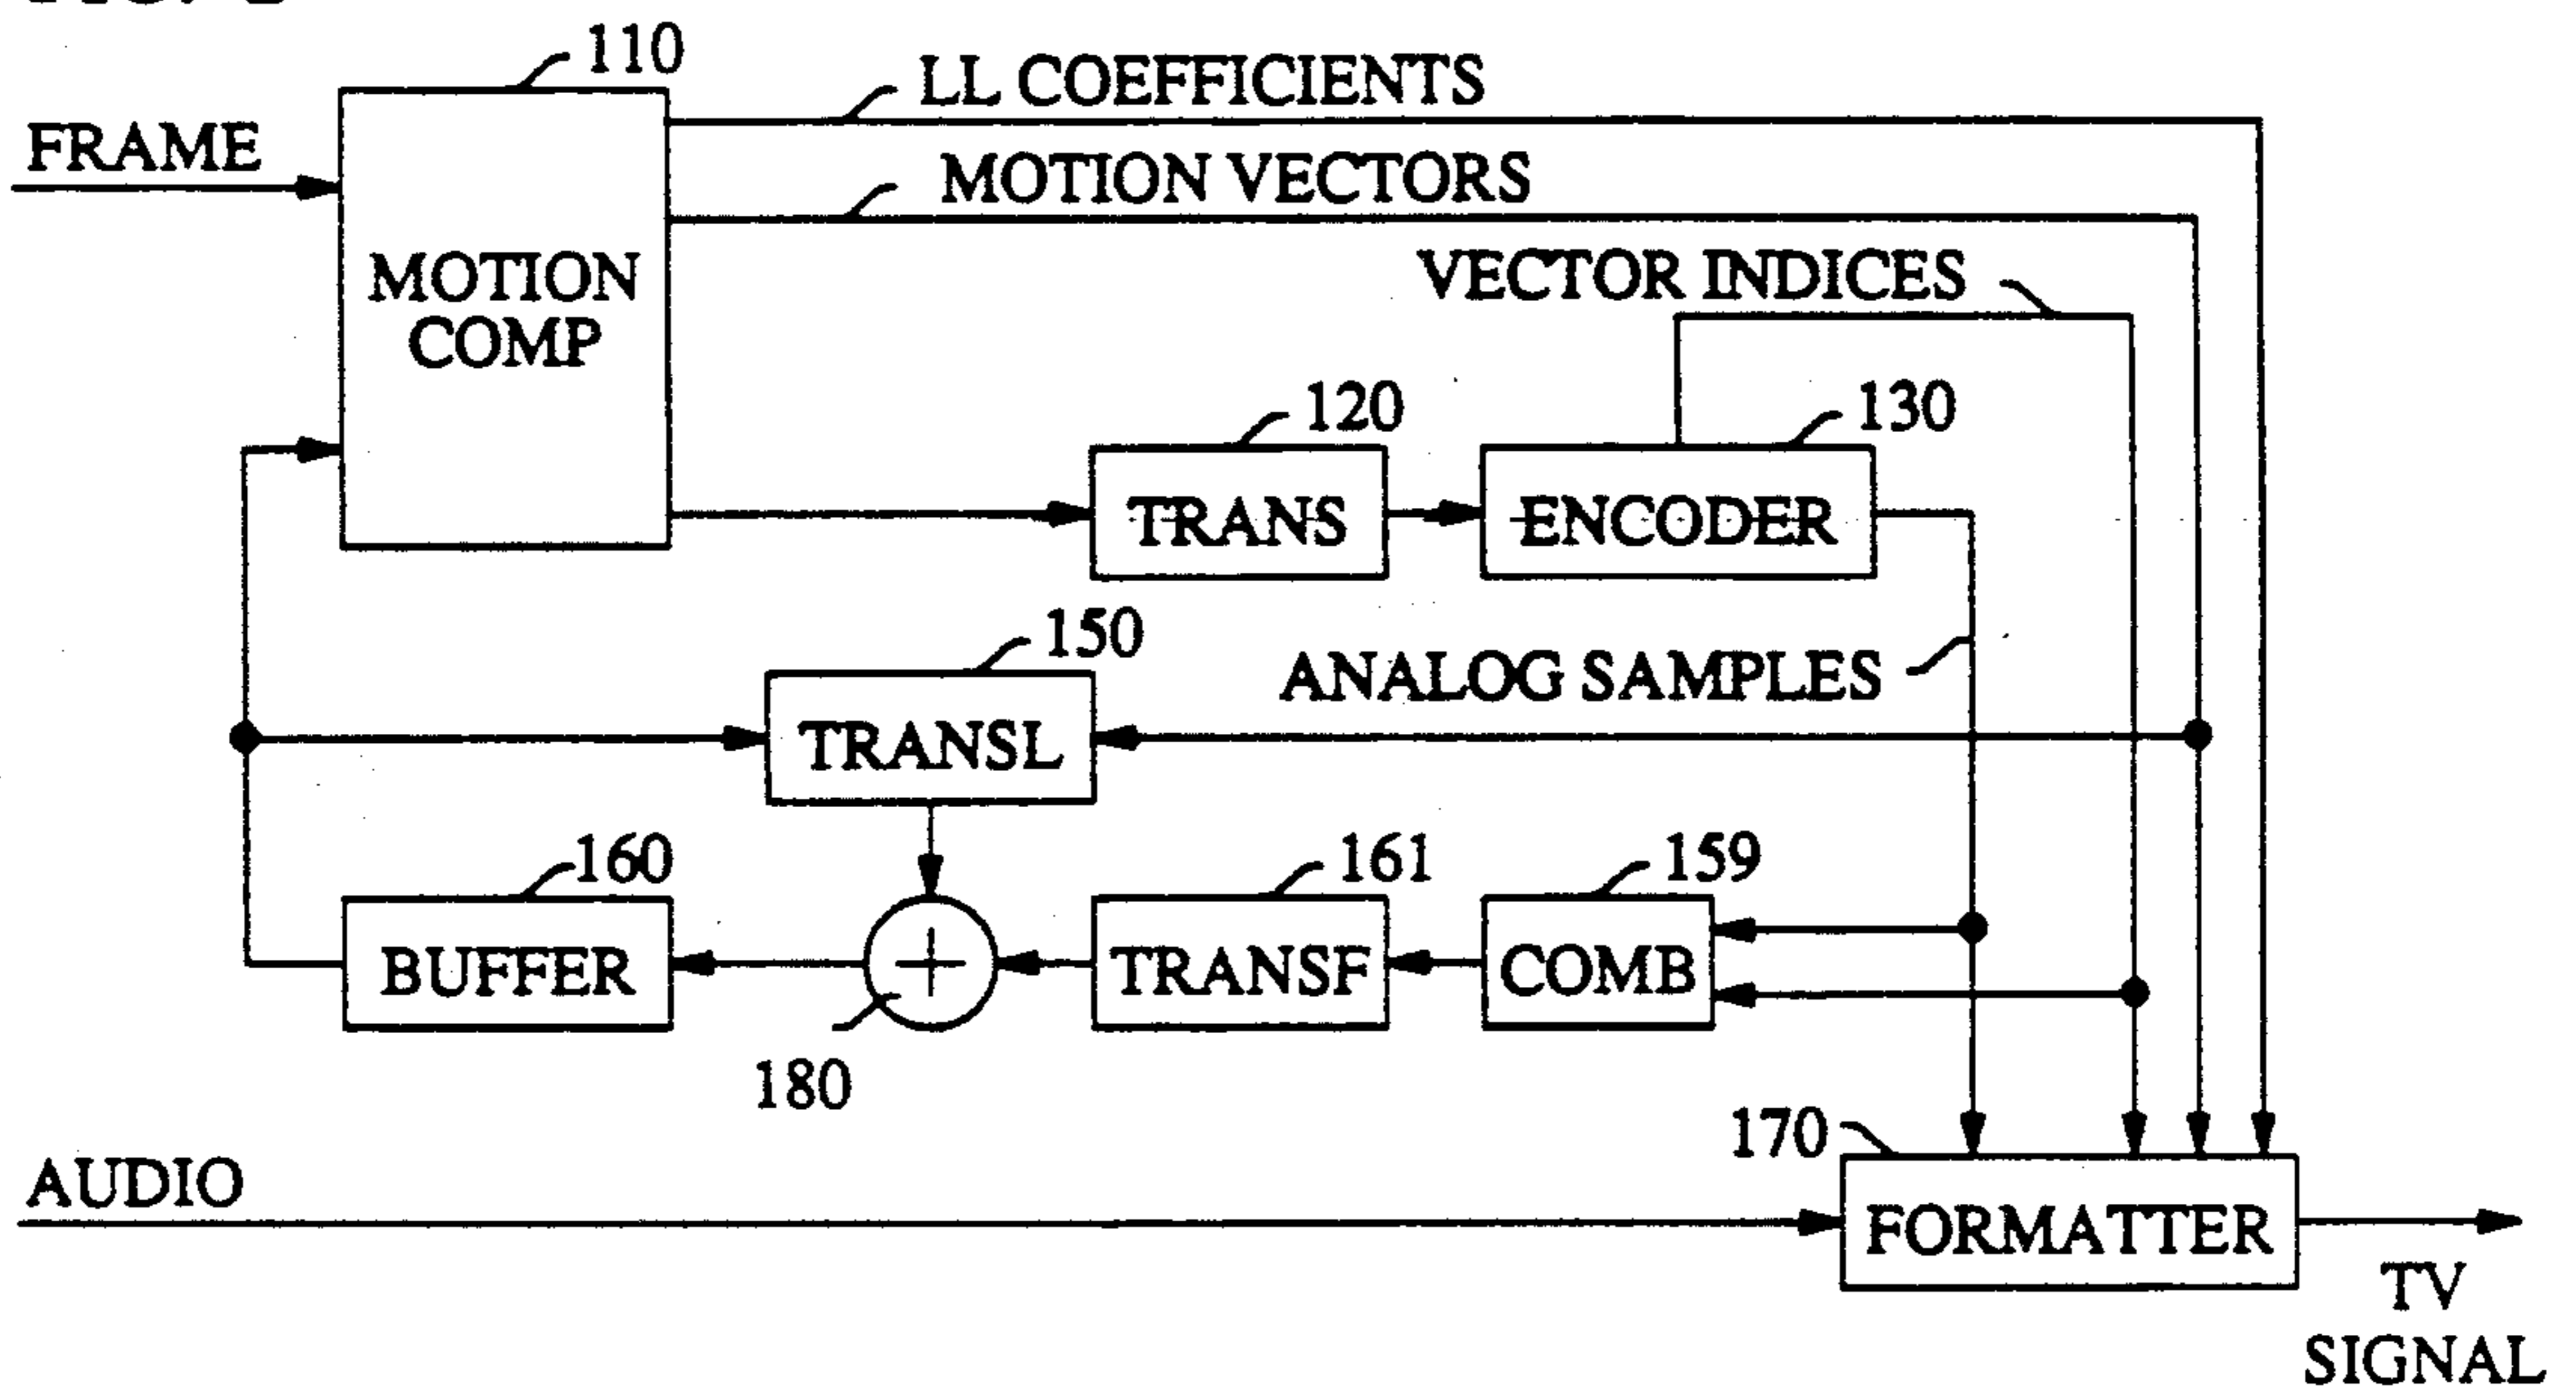 110
LL COEFFICIENTS
FRAME
MOTION VECTORS
MOTION
COMP
VECTOR INDICES
120
130
TRANS
ENCODER
150
ANALOG SAMPLES
TRANSL
160
161
159
BUFFER
TRANSF
COMB
180
170
AUDIO
FORMATTER
TV
SIGNAL